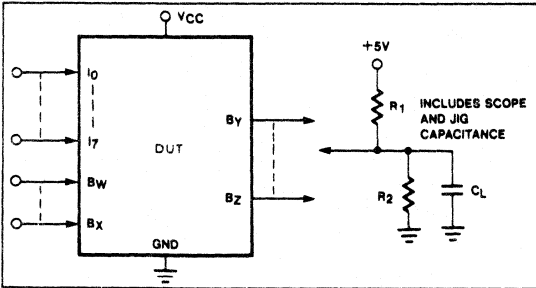 VCC
+5V
I0
R1
INCLUDES SCOPE
AND JIG
CAPACITANCE
BY
I7
DUT
BW
R2
CL
BZ
BX
GND